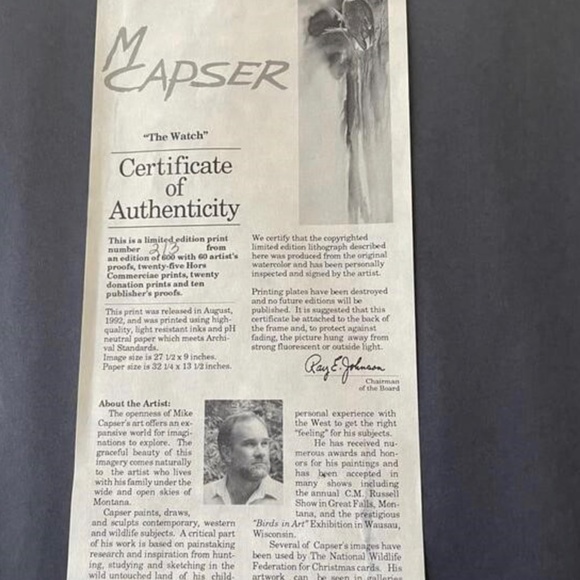 M
CAPSER
"The Watch"
Certificate
of
Authenticity
This is a limited edition print
number 213 from
an edition of 600 with 60 artist's
proofs, twenty-five Hors
Commerciae prints, twenty
donation prints and ten
publisher's proofs.
This print was released in August,
1992, and was printed using high-
quality, light resistant inks and pH
neutral paper which meets Archi-
val Standards.
Image size is 27 1/2 x 9 inches.
Paper size is 32 1/4 x 13 1/2 inches.
We certify that the copyrighted
limited edition lithograph described
here was produced from the original
watercolor and has been personally
inspected and signed by the artist.
Printing plates have been destroyed
and no future editions will be
published. It is suggested that this
certificate be attached to the back of
the frame and, to protect against
fading, the picture hung away from
strong fluorescent or outside light.
Ray E. Johnson
Chairman
of the Board
About the Artist:
The openness of Mike
Capser's art offers an ex-
pansive world for imagi-
nations to explore. The
graceful beauty of this
imagery comes naturally
to the artist who lives
with his family under the
wide and open skies of
Montana.
Capser paints, draws,
and sculpts contemporary, western
and wildlife subjects. A critical part
of his work is based on painstaking
research and inspiration from hunt-
ing, studying and sketching in the
wild untouched land of his child-
personal experience with
the West to get the right
"feeling" for his subjects.
He has received nu-
merous awards and hon-
ors for his paintings and
has been accepted in
many shows including
the annual C.M. Russell
Show in Great Falls, Mon-
tana, and the prestigious
"Birds in Art" Exhibition in Wausau,
Wisconsin.
Several of Capser's images have
been used by The National Wildlife
Federation for Christmas cards. His
artwork can be seen in galleries